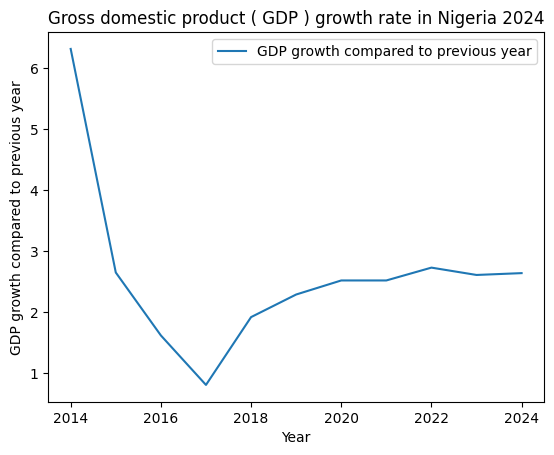 Gross domestic product ( GDP ) growth rate in Nigeria 2024
GDP growth compared to previous year
GDP growth compared to previous year
6
5
4
3
2
1
2014 2016 2018 2020 2022 2024
Year